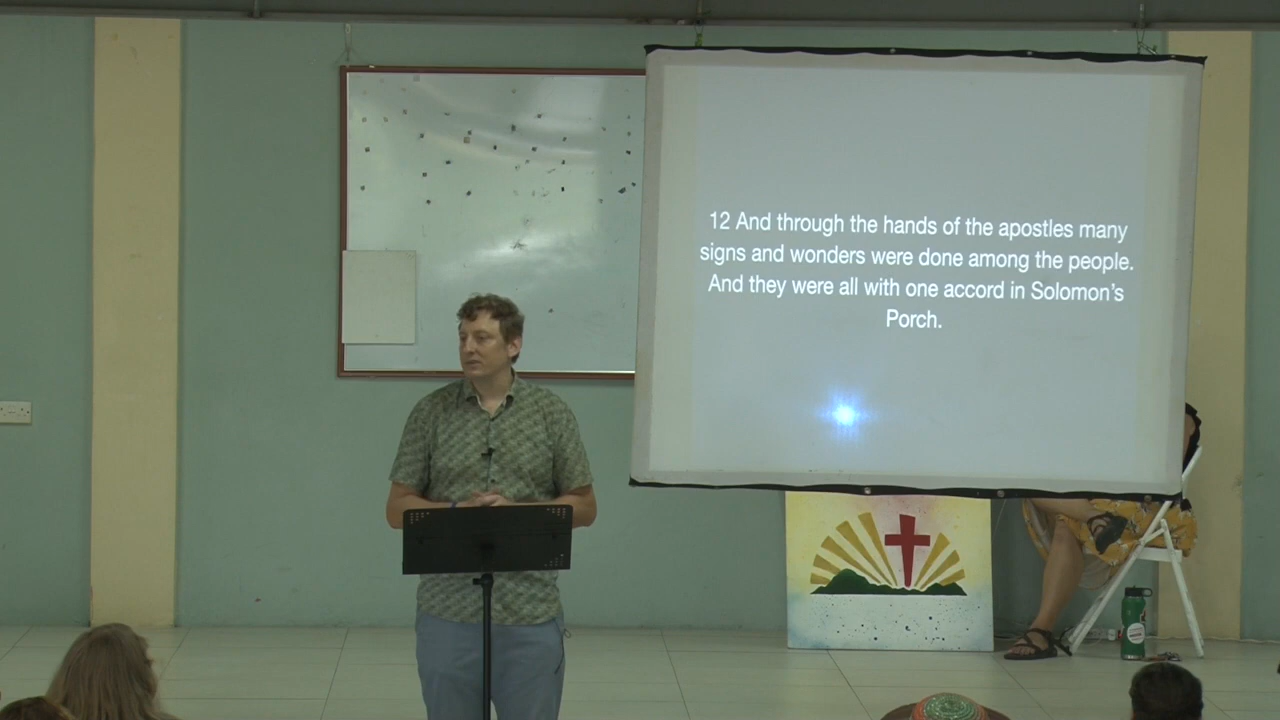 12 And through the hands of the apostles many
signs and wonders were done among the people.
And they were all with one accord in Solomon's
Porch.